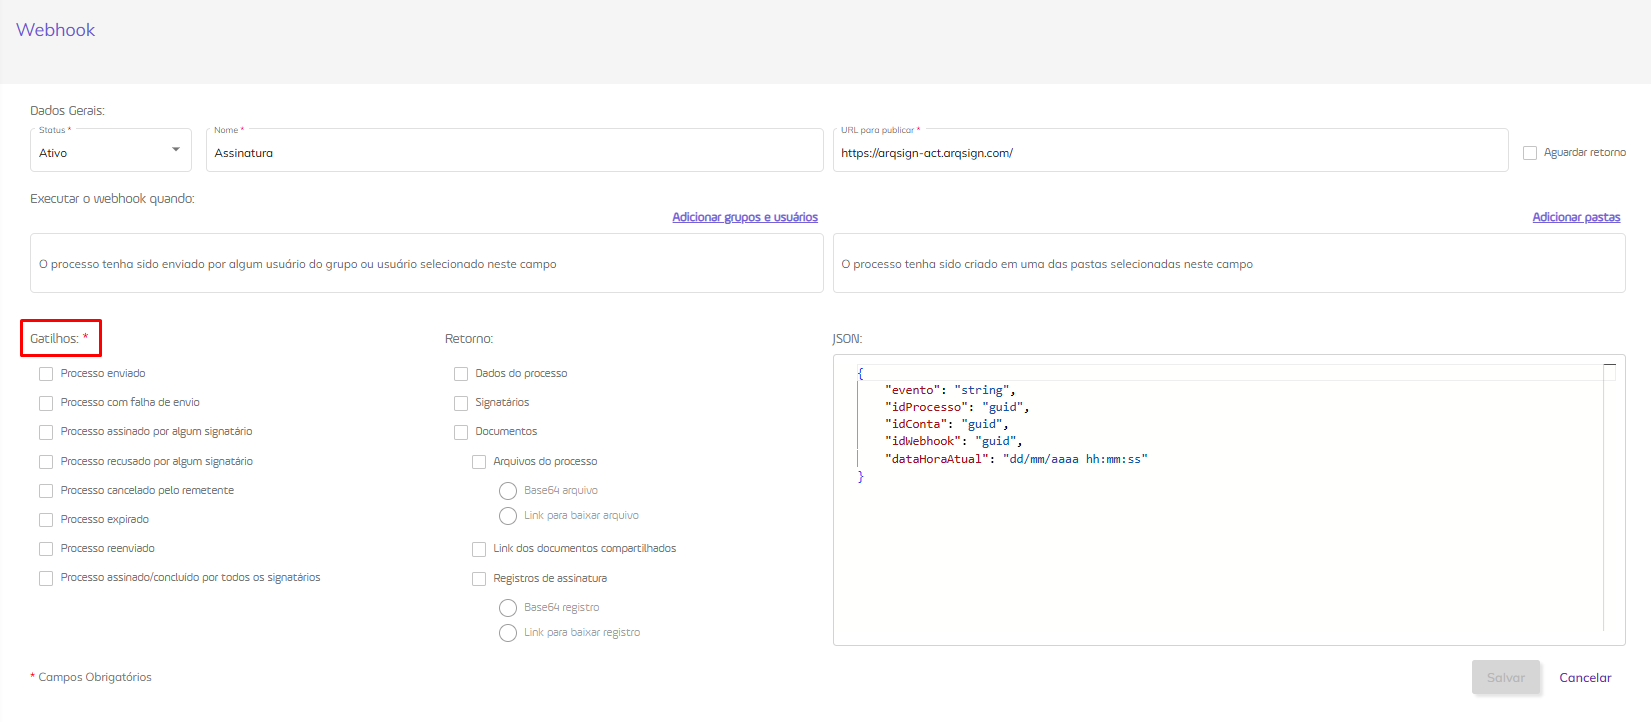 Webhook
Dados Gerais:
Status *
Ativo
Nome *
Assinatura
URL para publicar *
https://arqsign-act.arqsign.com/
Aguardar retorno
Executar o webhook quando:
Adicionar grupos e usuários
Adicionar pastas
O processo tenha sido enviado por algum usuário do grupo ou usuário selecionado neste campo
O processo tenha sido criado em uma das pastas selecionadas neste campo
Gatilhos: *
Processo enviado
Processo com falha de envio
Processo assinado por algum signatário
Processo recusado por algum signatário
Processo cancelado pelo remetente
Processo expirado
Processo reenviado
Processo assinado/concluído por todos os signatários
Retorno:
Dados do processo
Signatários
Documentos
Arquivos do processo
Base64 arquivo
Link para baixar arquivo
Link dos documentos compartilhados
Registros de assinatura
Base64 registro
Link para baixar registro
JSON:
{
"evento": "string",
"idProcesso": "guid",
"idConta": "guid",
"idWebhook": "guid",
"dataHoraAtual": "dd/mm/aaaa hh:mm:ss"
}
* Campos Obrigatórios
Salvar
Cancelar